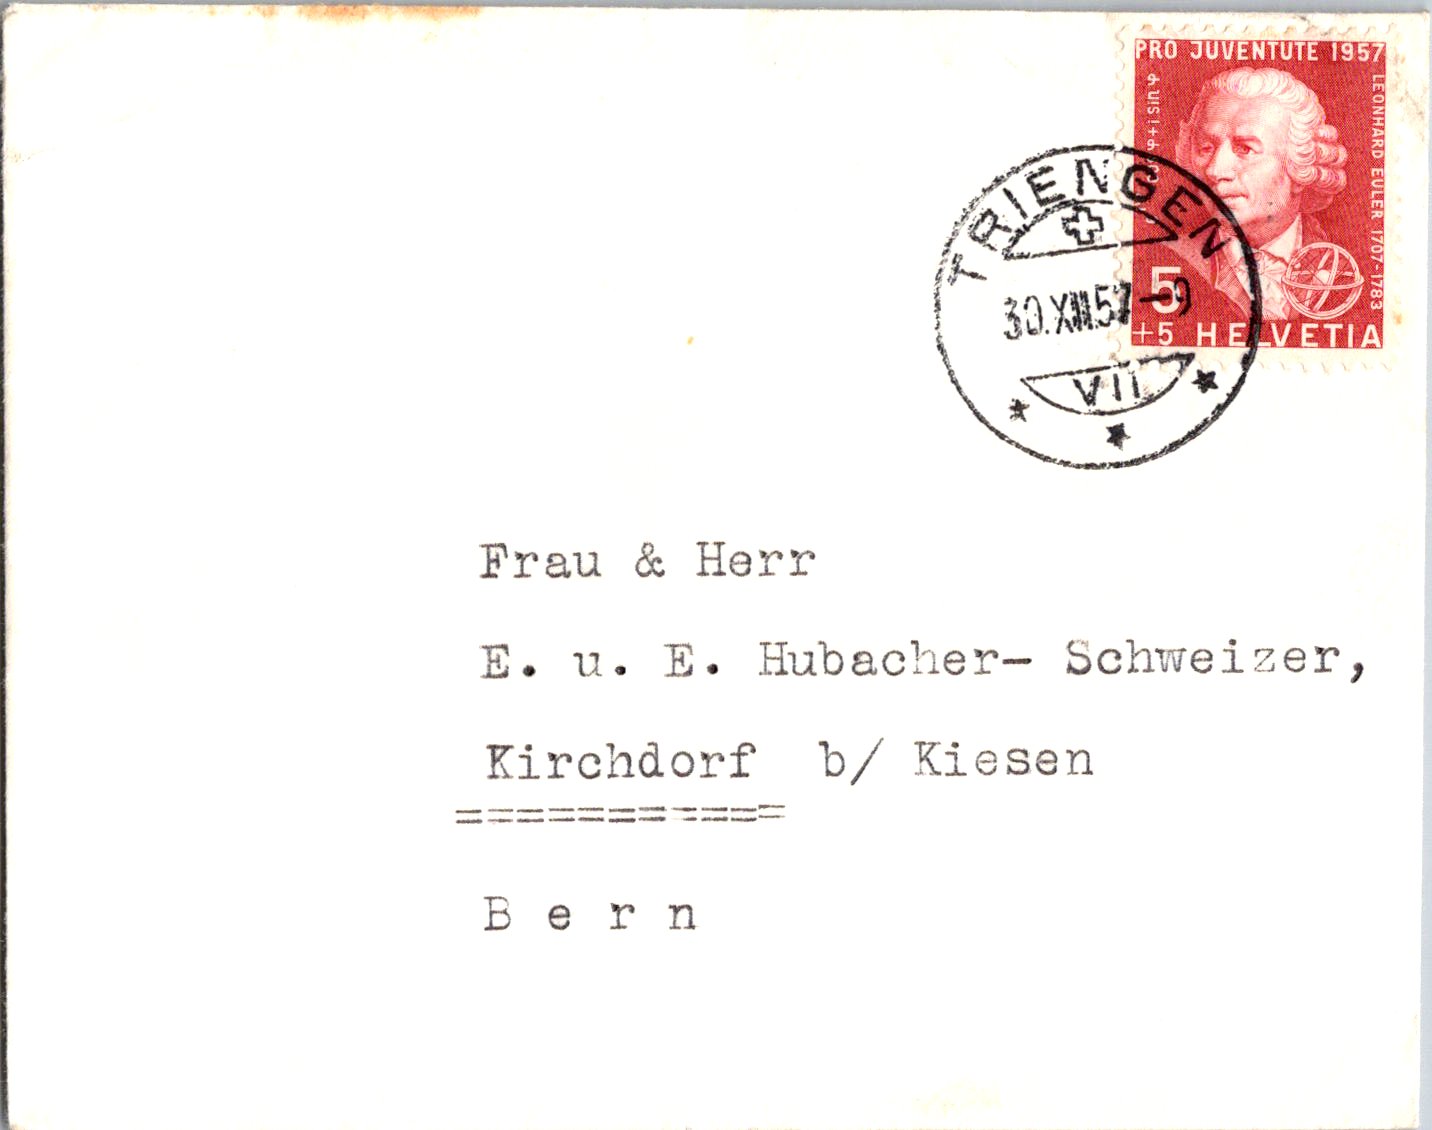 PRO JUVENTUTE 1957
LEONHARD EULER 1707-1783
5
+5 HELVETIA
TRIENGEN
30.XII.57-9
VII
Frau & Herr
E. u. E. Hubacher- Schweizer,
Kirchdorf b/ Kiesen
===========
Bern